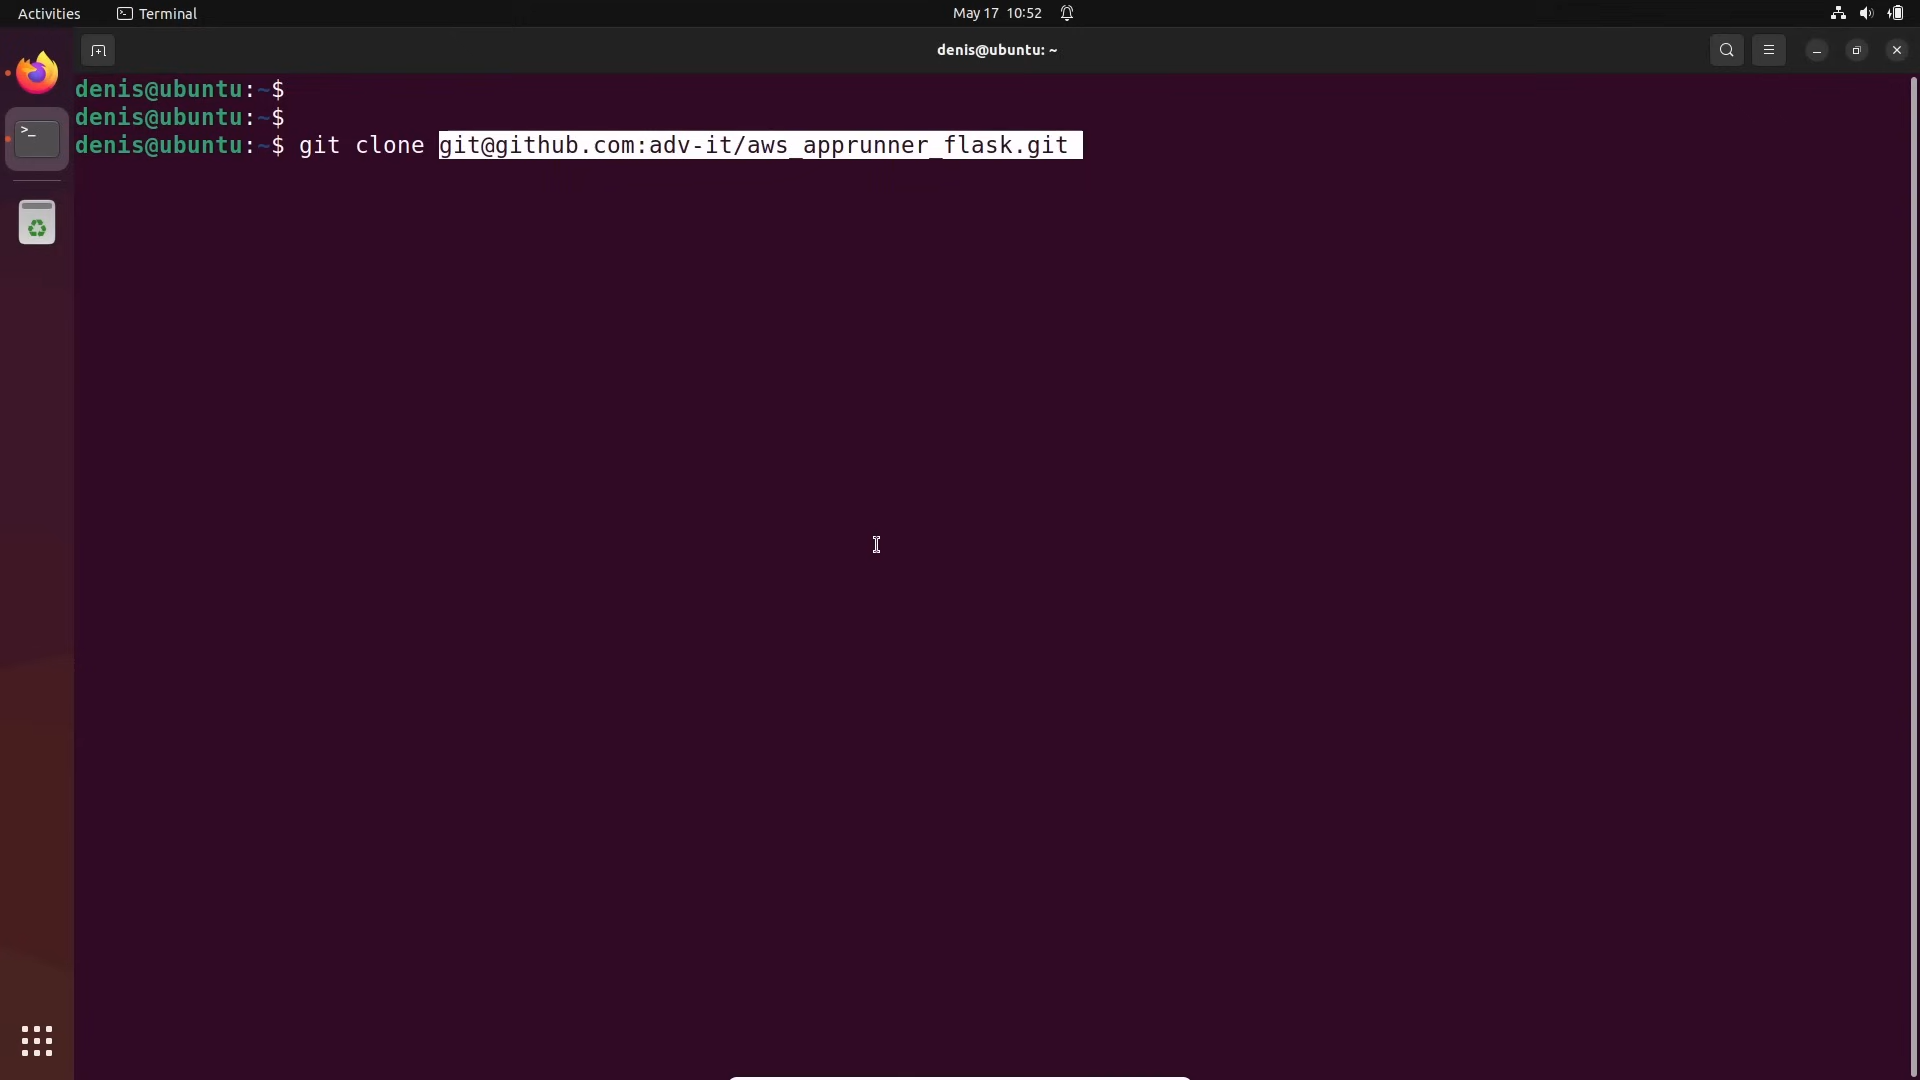 Activities Terminal May 17 10:52
denis@ubuntu: ~
denis@ubuntu:~$
denis@ubuntu:~$
denis@ubuntu:~$ git clone git@github.com:adv-it/aws_apprunner_flask.git